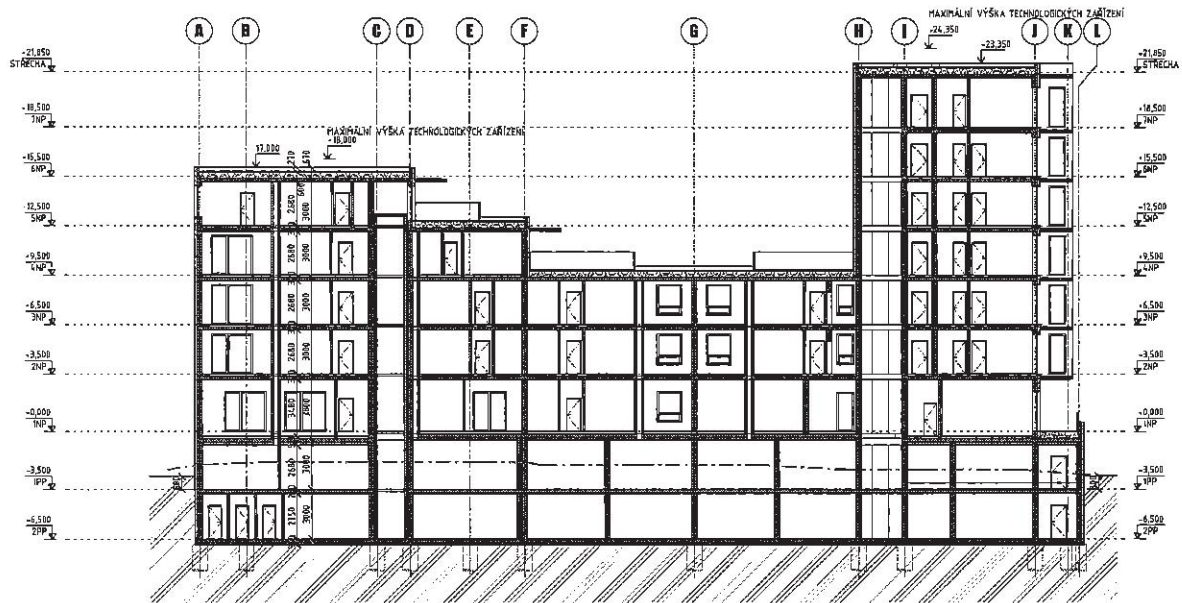 A B C D E F G H I J K L
MAXIMÁLNÍ VÝŠKA TECHNOLOGICKÝCH ZAŘÍZENÍ
+24,350
+23,350
+21,850
STŘECHA
+18,500
7NP
+15,500
6NP
+12,500
5NP
+9,500
4NP
+6,500
3NP
+3,500
2NP
±0,000
1NP
-3,500
1PP
-6,500
2PP
MAXIMÁLNÍ VÝŠKA TECHNOLOGICKÝCH ZAŘÍZENÍ
+18,000
17,000
270
630
600
2680
3000
2680
3000
2680
3000
2680
3000
3480
2680
3000
2750
3000
+21,850
STŘECHA
+18,500
7NP
+15,500
6NP
+12,500
5NP
+9,500
4NP
+6,500
3NP
+3,500
2NP
±0,000
1NP
-3,500
1PP
-6,500
2PP